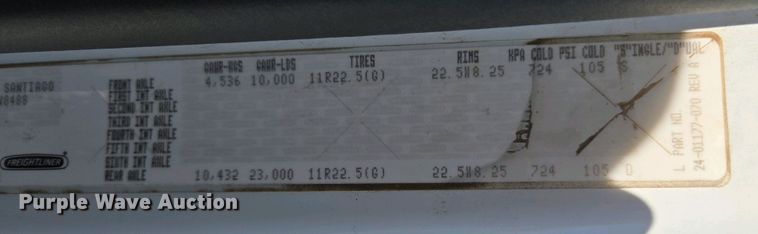 GAWR-KGS GAWR-LBS TIRES RIMS KPA COLD PSI COLD "S"INGLE/"D"UAL
SANTIAGO FRONT AXLE 4,536 10,000 11R22.5(G) 22.5X8.25 724 105 S
V8488 FIRST INT AXLE
SECOND INT AXLE
THIRD INT AXLE
FOURTH INT AXLE
FIFTH INT AXLE
FREIGHTLINER SIXTH INT AXLE
REAR AXLE 10,432 23,000 11R22.5(G) 22.5X8.25 724 105 D
L PART NO.
24-01177-070 REV A
Purple Wave Auction